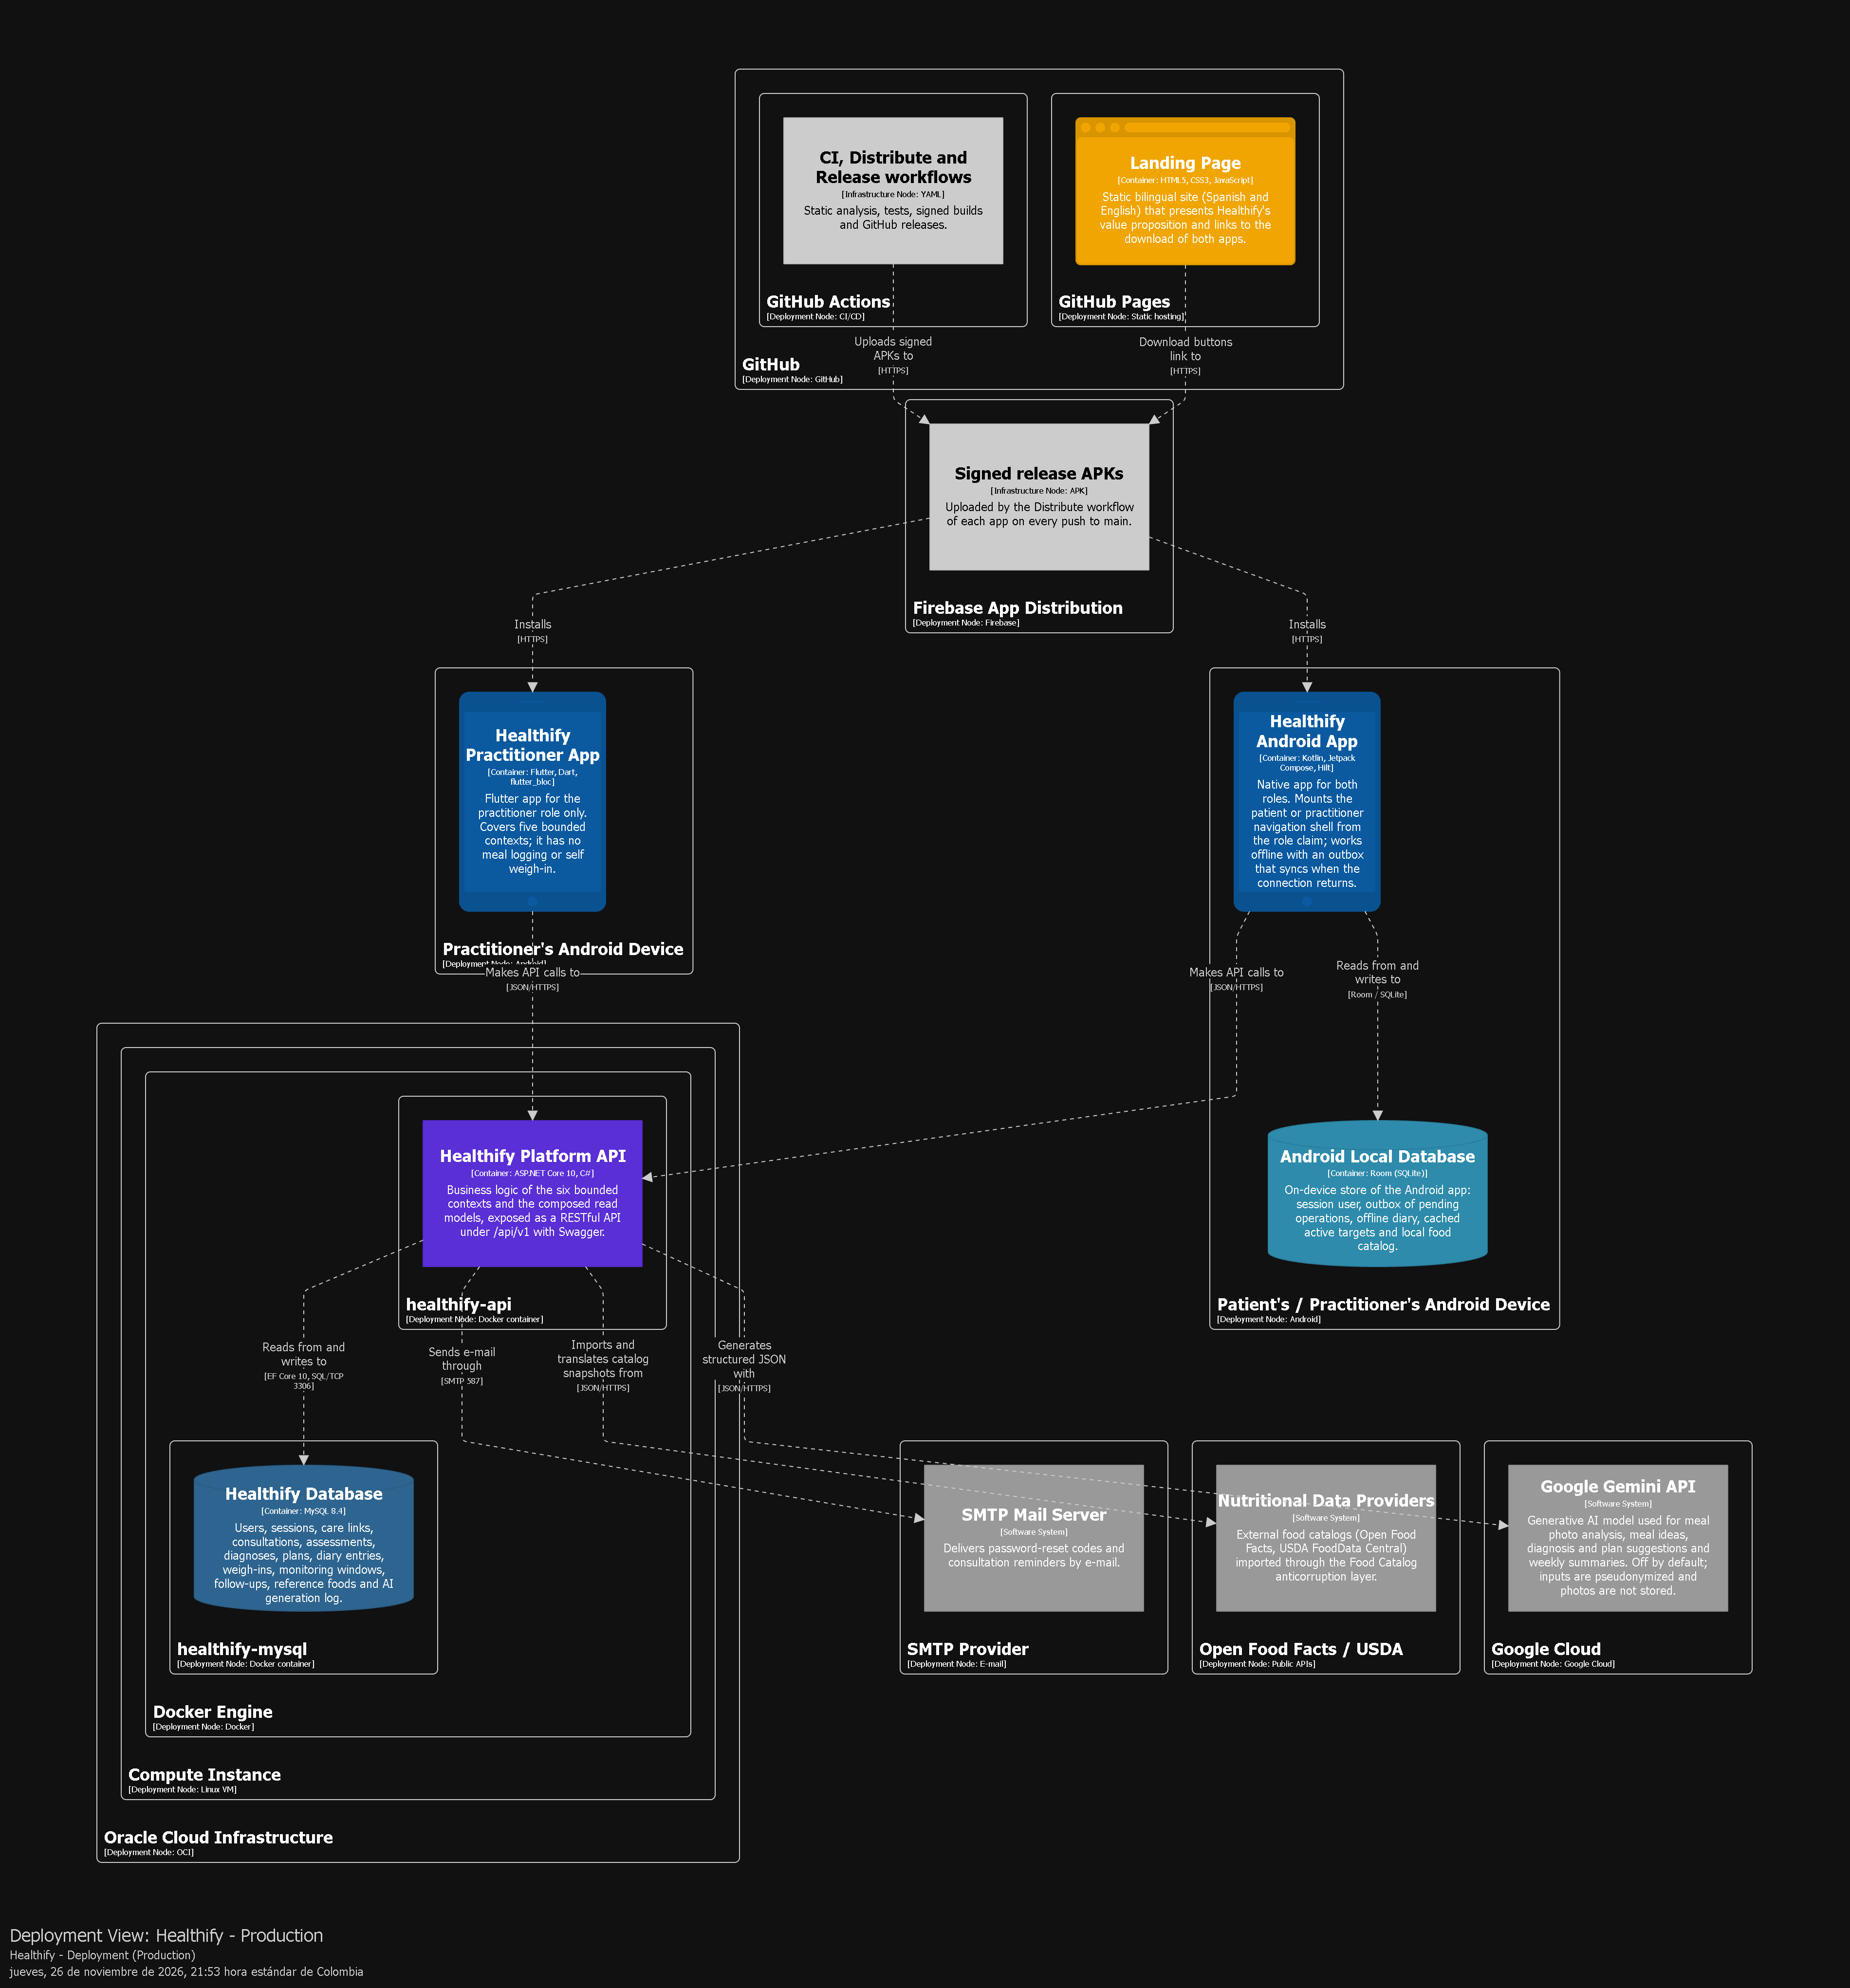 CI, Distribute and
Release workflows
[Infrastructure Node: YAML]
Static analysis, tests, signed builds
and GitHub releases.
GitHub Actions
[Deployment Node: CI/CD]
Landing Page
[Container: HTML5, CSS3, JavaScript]
Static bilingual site (Spanish and
English) that presents Healthify's
value proposition and links to the
download of both apps.
GitHub Pages
[Deployment Node: Static hosting]
Uploads signed
APKs to
[HTTPS]
Download buttons
link to
[HTTPS]
GitHub
[Deployment Node: GitHub]
Signed release APKs
[Infrastructure Node: APK]
Uploaded by the Distribute workflow
of each app on every push to main.
Firebase App Distribution
[Deployment Node: Firebase]
Installs
[HTTPS]
Installs
[HTTPS]
Healthify
Practitioner App
[Container: Flutter, Dart,
flutter_bloc]
Flutter app for the
practitioner role only.
Covers five bounded
contexts; it has no
meal logging or self
weigh-in.
Practitioner's Android Device
[Deployment Node: Android]
Makes API calls to
[JSON/HTTPS]
Healthify
Android App
[Container: Kotlin, Jetpack
Compose, Hilt]
Native app for both
roles. Mounts the
patient or practitioner
navigation shell from
the role claim; works
offline with an outbox
that syncs when the
connection returns.
Makes API calls to
[JSON/HTTPS]
Reads from and
writes to
[Room / SQLite]
Android Local Database
[Container: Room (SQLite)]
On-device store of the Android app:
session user, outbox of pending
operations, offline diary, cached
active targets and local food
catalog.
Patient's / Practitioner's Android Device
[Deployment Node: Android]
Healthify Platform API
[Container: ASP.NET Core 10, C#]
Business logic of the six bounded
contexts and the composed read
models, exposed as a RESTful API
under /api/v1 with Swagger.
healthify-api
[Deployment Node: Docker container]
Reads from and
writes to
[EF Core 10, SQL/TCP
3306]
Sends e-mail
through
[SMTP 587]
Imports and
translates catalog
snapshots from
[JSON/HTTPS]
Generates
structured JSON
with
[JSON/HTTPS]
Healthify Database
[Container: MySQL 8.4]
Users, sessions, care links,
consultations, assessments,
diagnoses, plans, diary entries,
weigh-ins, monitoring windows,
follow-ups, reference foods and AI
generation log.
healthify-mysql
[Deployment Node: Docker container]
SMTP Mail Server
[Software System]
Delivers password-reset codes and
consultation reminders by e-mail.
SMTP Provider
[Deployment Node: E-mail]
Nutritional Data Providers
[Software System]
External food catalogs (Open Food
Facts, USDA FoodData Central)
imported through the Food Catalog
anticorruption layer.
Open Food Facts / USDA
[Deployment Node: Public APIs]
Google Gemini API
[Software System]
Generative AI model used for meal
photo analysis, meal ideas,
diagnosis and plan suggestions and
weekly summaries. Off by default;
inputs are pseudonymized and
photos are not stored.
Google Cloud
[Deployment Node: Google Cloud]
Docker Engine
[Deployment Node: Docker]
Compute Instance
[Deployment Node: Linux VM]
Oracle Cloud Infrastructure
[Deployment Node: OCI]
Deployment View: Healthify - Production
Healthify - Deployment (Production)
jueves, 26 de noviembre de 2026, 21:53 hora estándar de Colombia